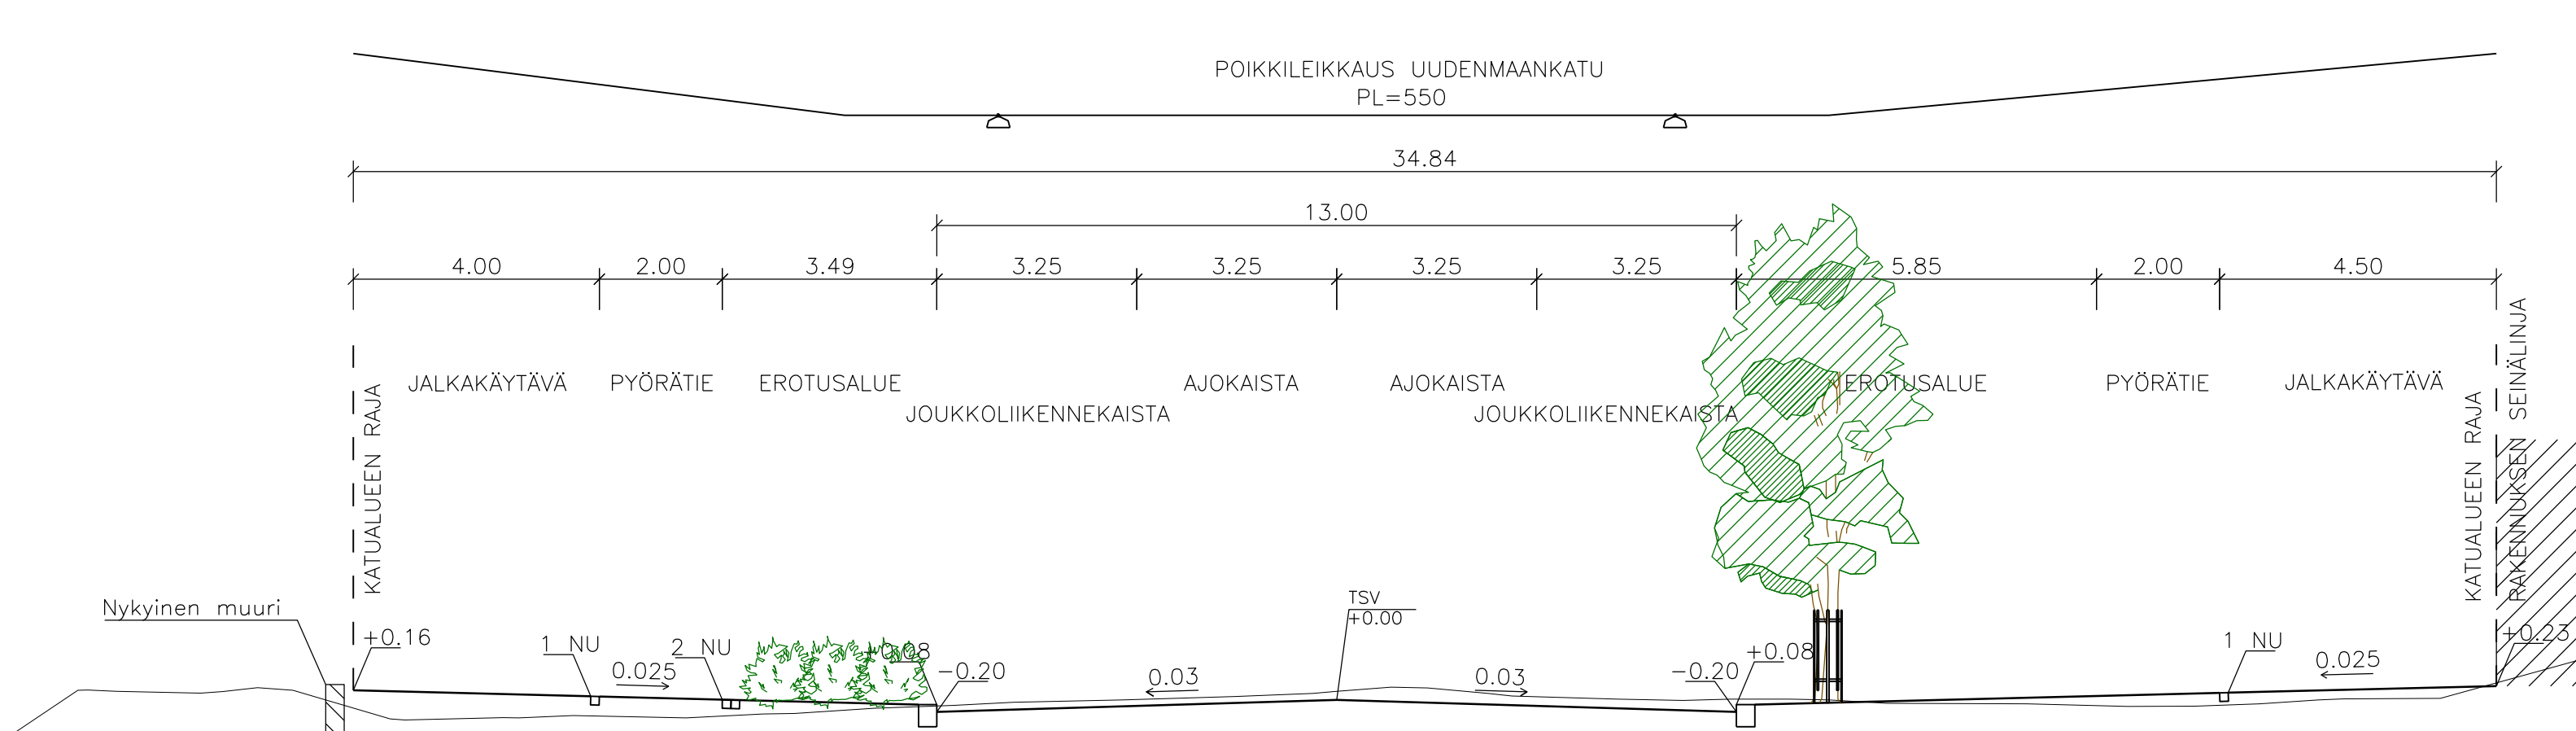 POIKKILEIKKAUS UUDENMAANKATU
PL=550
34.84
13.00
4.00 2.00 3.49 3.25 3.25 3.25 3.25 5.85 2.00 4.50
JALKAKÄYTÄVÄ PYÖRÄTIE EROTUSALUE AJOKAISTA AJOKAISTA EROTUSALUE PYÖRÄTIE JALKAKÄYTÄVÄ
JOUKKOLIIKENNEKAISTA JOUKKOLIIKENNEKAISTA
KATUALUEEN RAJA
KATUALUEEN RAJA
RAKENNUKSEN SEINÄLINJA
Nykyinen muuri
TSV
+0.00
+0.16 1 NU 2 NU +0.08 +0.08 1 NU +0.23
0.025 -0.20 0.03 0.03 -0.20 0.025